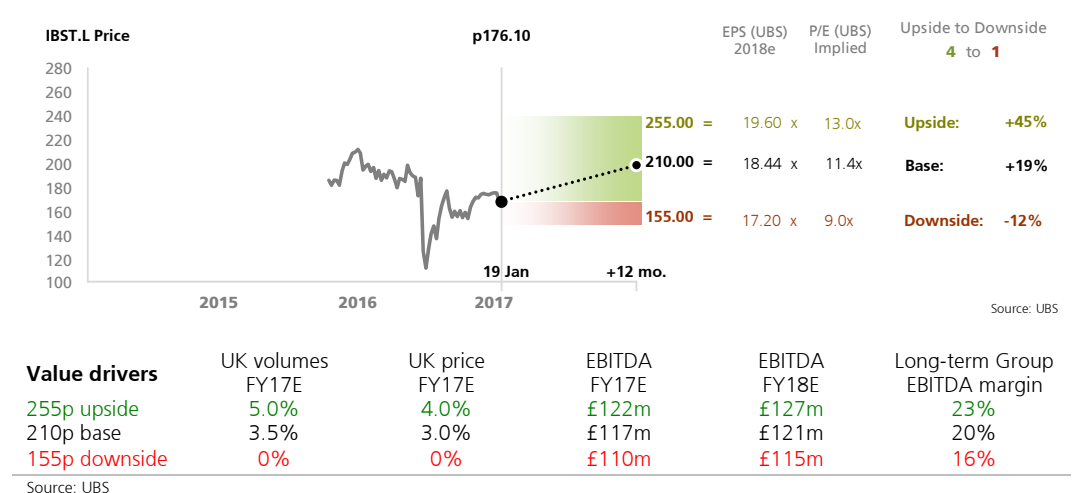 IBST.L Price
p176.10
EPS (UBS)
2018e
P/E (UBS)
Implied
Upside to Downside
4 to 1
280
260
240
220
200
180
160
140
120
100
255.00 = 19.60 x 13.0x Upside: +45%
210.00 = 18.44 x 11.4x Base: +19%
155.00 = 17.20 x 9.0x Downside: -12%
19 Jan
+12 mo.
2015 2016 2017
Source: UBS
Value drivers
UK volumes
FY17E
UK price
FY17E
EBITDA
FY17E
EBITDA
FY18E
Long-term Group
EBITDA margin
255p upside 5.0% 4.0% £122m £127m 23%
210p base 3.5% 3.0% £117m £121m 20%
155p downside 0% 0% £110m £115m 16%
Source: UBS